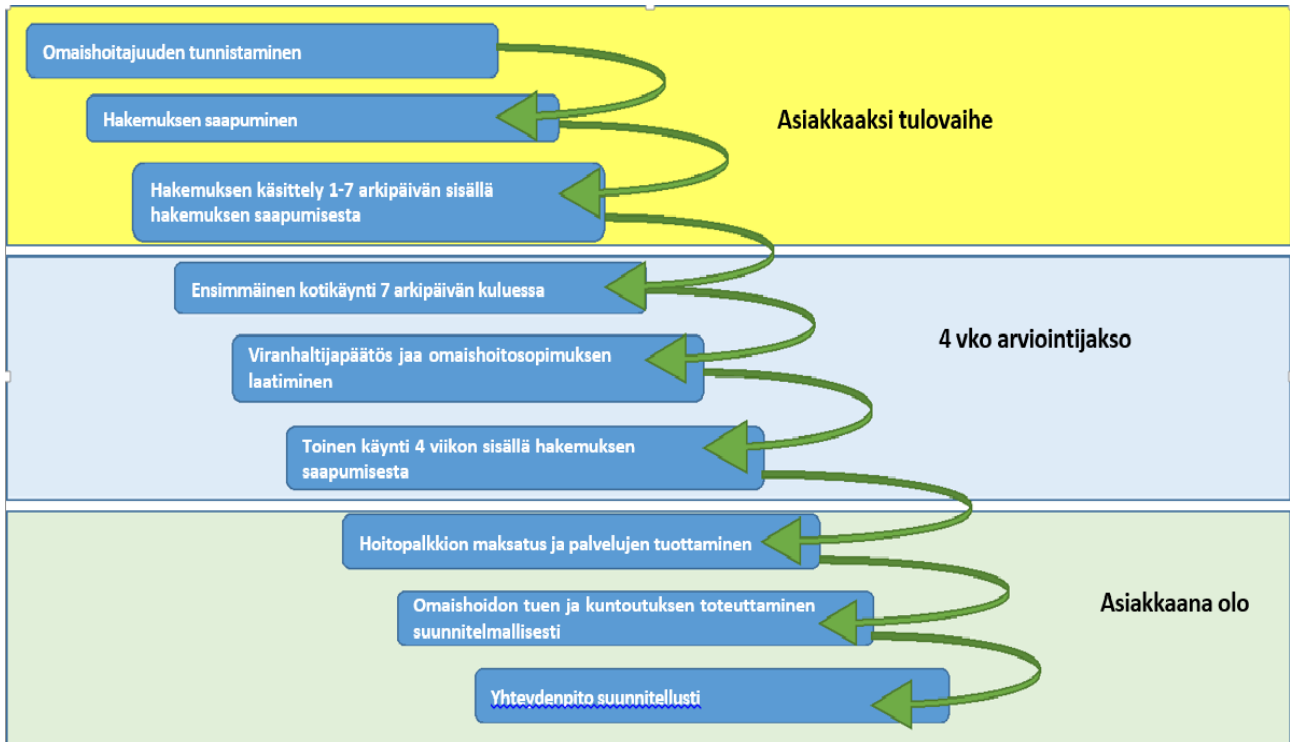 Omaishoitajuuden tunnistaminen
Hakemuksen saapuminen
Asiakkaaksi tulovaihe
Hakemuksen käsittely 1-7 arkipäivän sisällä
hakemuksen saapumisesta
Ensimmäinen kotikäynti 7 arkipäivän kuluessa
4 vko arviointijakso
Viranhaltijapäätös jaa omaishoitosopimuksen
laatiminen
Toinen käynti 4 viikon sisällä hakemuksen
saapumisesta
Hoitopalkkion maksatus ja palvelujen tuottaminen
Asiakkaana olo
Omaishoidon tuen ja kuntoutuksen toteuttaminen
suunnitelmallisesti
Yhteydenpito suunnitellusti